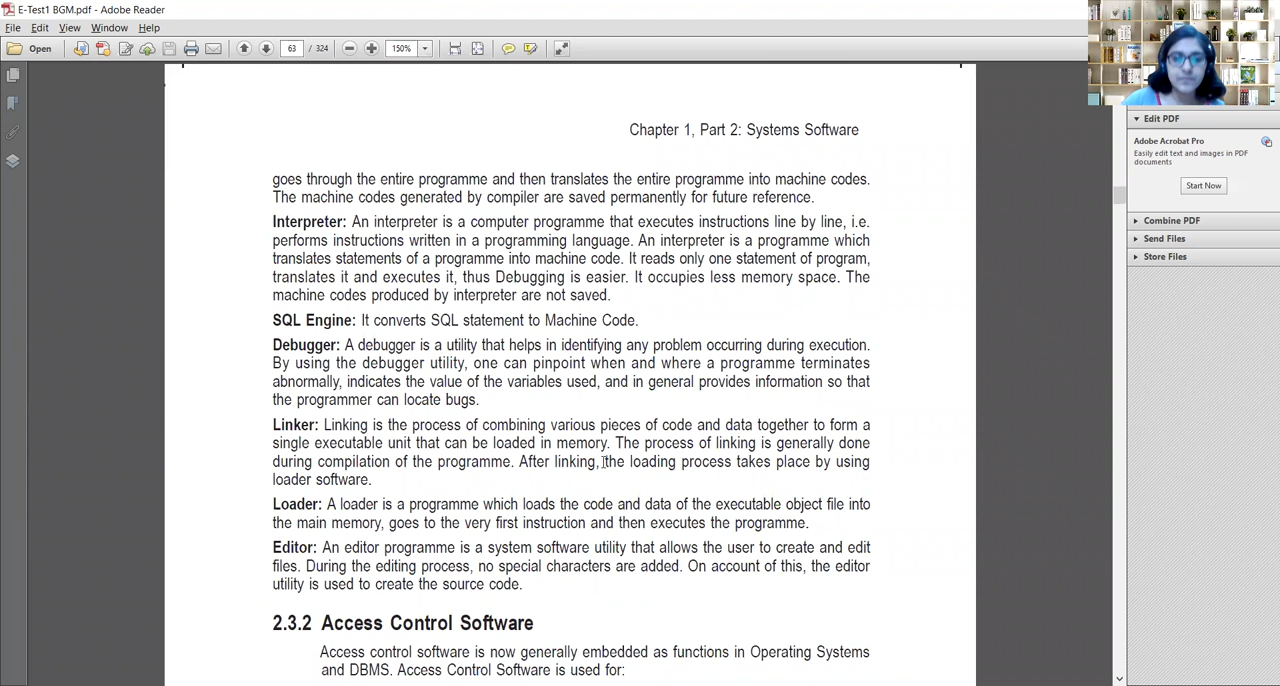 E-Test1 BGM.pdf - Adobe Reader
File Edit View Window Help
Open 63 / 324 150%
Edit PDF
Adobe Acrobat Pro
Easily edit text and images in PDF
documents
Start Now
Combine PDF
Send Files
Store Files
Chapter 1, Part 2: Systems Software
goes through the entire programme and then translates the entire programme into machine codes.
The machine codes generated by compiler are saved permanently for future reference.
Interpreter: An interpreter is a computer programme that executes instructions line by line, i.e.
performs instructions written in a programming language. An interpreter is a programme which
translates statements of a programme into machine code. It reads only one statement of program,
translates it and executes it, thus Debugging is easier. It occupies less memory space. The
machine codes produced by interpreter are not saved.
SQL Engine: It converts SQL statement to Machine Code.
Debugger: A debugger is a utility that helps in identifying any problem occurring during execution.
By using the debugger utility, one can pinpoint when and where a programme terminates
abnormally, indicates the value of the variables used, and in general provides information so that
the programmer can locate bugs.
Linker: Linking is the process of combining various pieces of code and data together to form a
single executable unit that can be loaded in memory. The process of linking is generally done
during compilation of the programme. After linking, the loading process takes place by using
loader software.
Loader: A loader is a programme which loads the code and data of the executable object file into
the main memory, goes to the very first instruction and then executes the programme.
Editor: An editor programme is a system software utility that allows the user to create and edit
files. During the editing process, no special characters are added. On account of this, the editor
utility is used to create the source code.
2.3.2 Access Control Software
Access control software is now generally embedded as functions in Operating Systems
and DBMS. Access Control Software is used for: